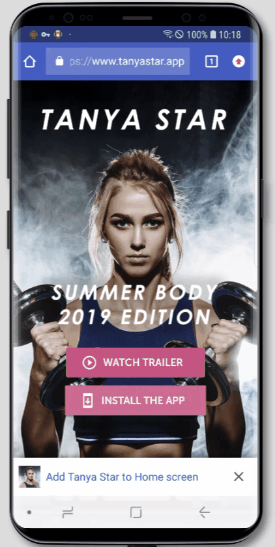 100% 10:18
ps://www.tanyastar.app
1
TANYA STAR
SUMMER BODY
2019 EDITION
WATCH TRAILER
INSTALL THE APP
Add Tanya Star to Home screen